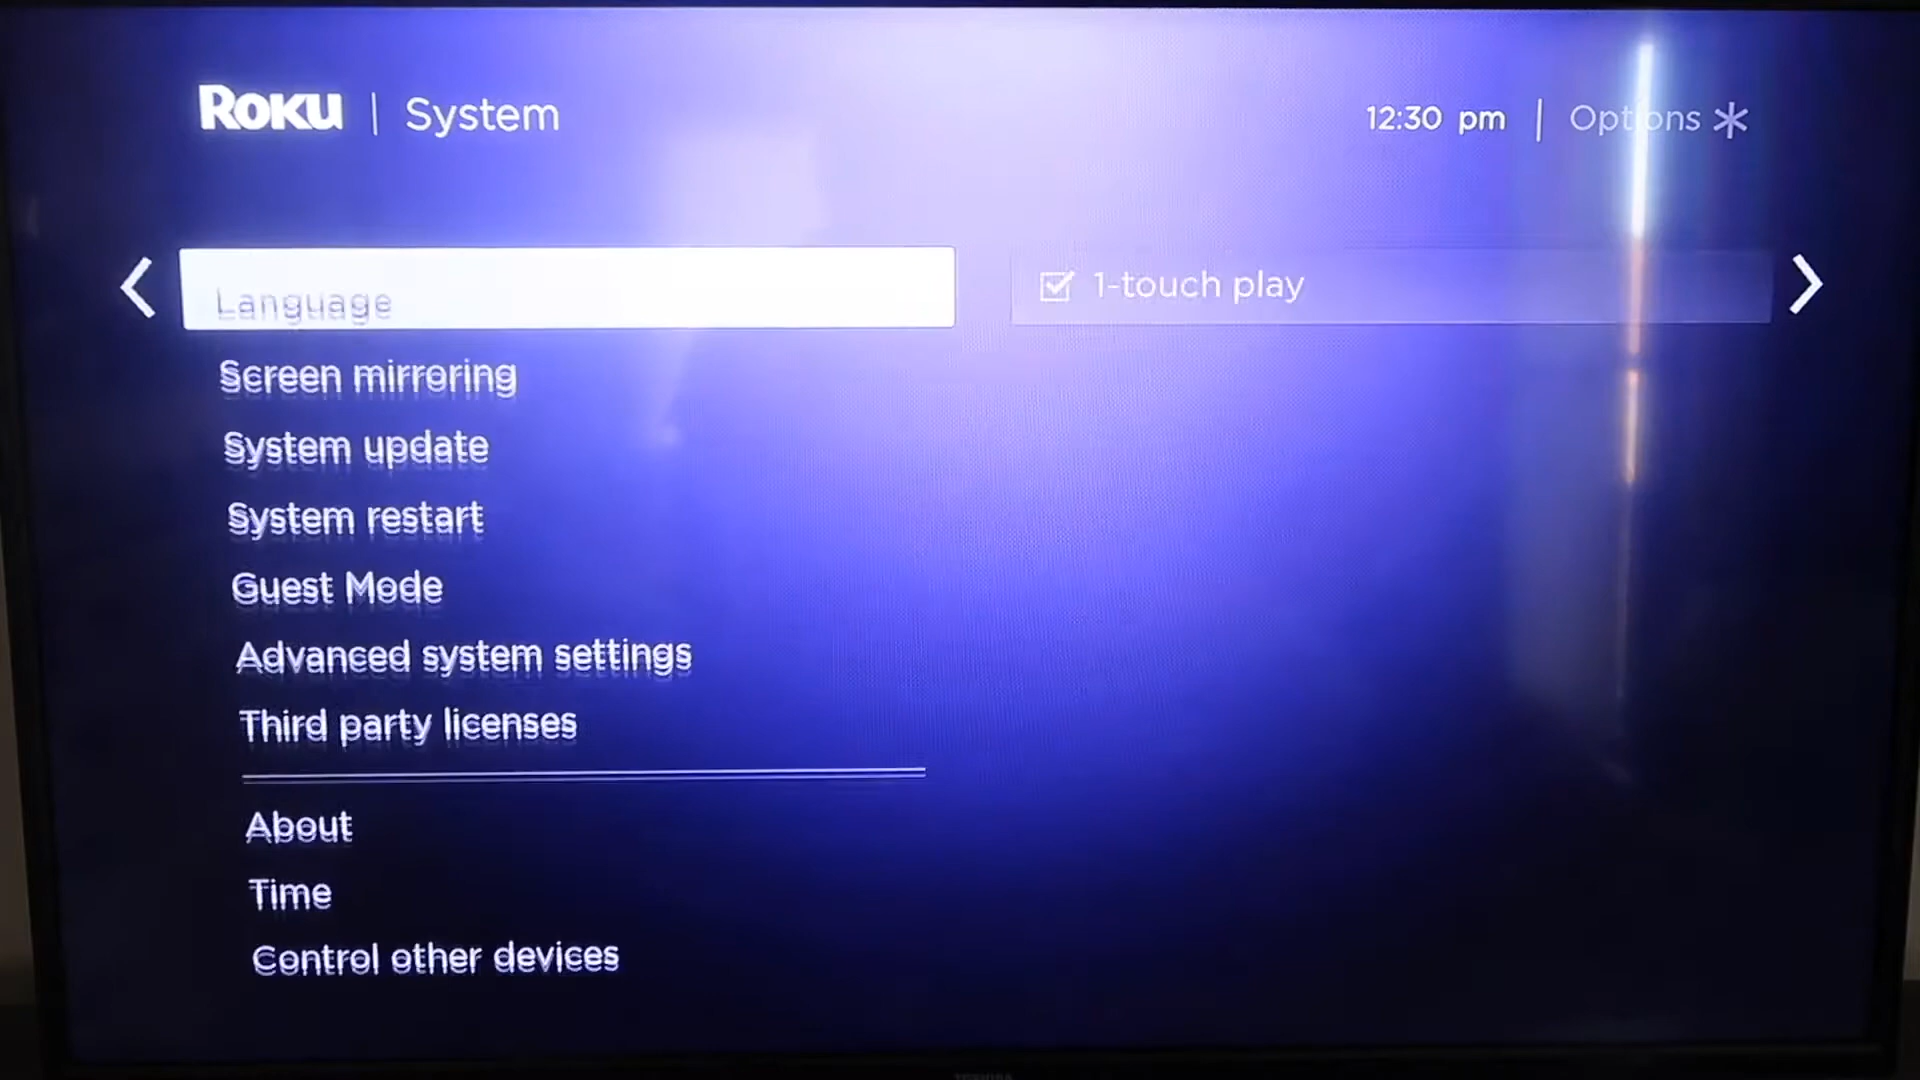 Roku | System
12:30 pm | Options *
Language
1-touch play
Screen mirroring
System update
System restart
Guest Mode
Advanced system settings
Third party licenses
About
Time
Control other devices